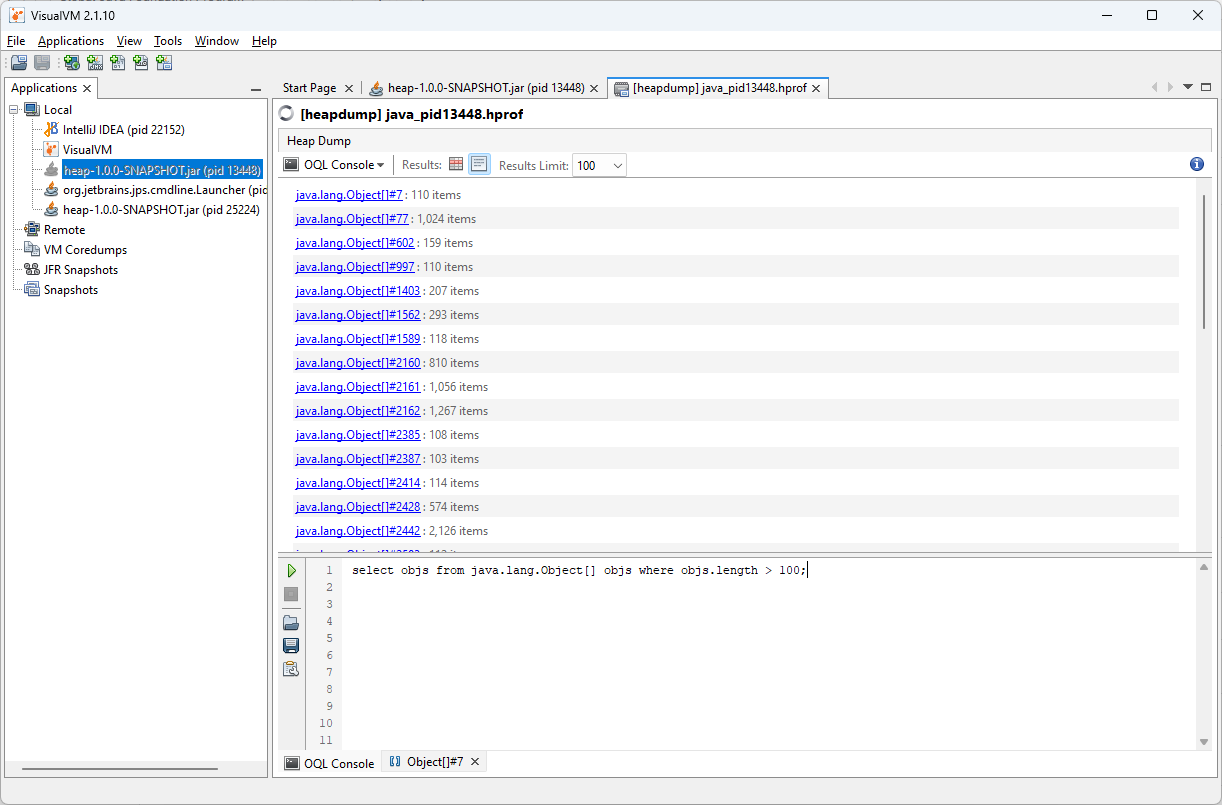 VisualVM 2.1.10
File Applications View Tools Window Help
Applications
Start Page
heap-1.0.0-SNAPSHOT.jar (pid 13448)
[heapdump] java_pid13448.hprof
Local
IntelliJ IDEA (pid 22152)
VisualVM
heap-1.0.0-SNAPSHOT.jar (pid 13448)
org.jetbrains.jps.cmdline.Launcher (pid
heap-1.0.0-SNAPSHOT.jar (pid 25224)
Remote
VM Coredumps
JFR Snapshots
Snapshots
[heapdump] java_pid13448.hprof
Heap Dump
OQL Console Results: Results Limit: 100
java.lang.Object[]#7 : 110 items
java.lang.Object[]#77 : 1,024 items
java.lang.Object[]#602 : 159 items
java.lang.Object[]#997 : 110 items
java.lang.Object[]#1403 : 207 items
java.lang.Object[]#1562 : 293 items
java.lang.Object[]#1589 : 118 items
java.lang.Object[]#2160 : 810 items
java.lang.Object[]#2161 : 1,056 items
java.lang.Object[]#2162 : 1,267 items
java.lang.Object[]#2385 : 108 items
java.lang.Object[]#2387 : 103 items
java.lang.Object[]#2414 : 114 items
java.lang.Object[]#2428 : 574 items
java.lang.Object[]#2442 : 2,126 items
1 select objs from java.lang.Object[] objs where objs.length > 100;
2
3
4
5
6
7
8
9
10
11
OQL Console
Object[]#7